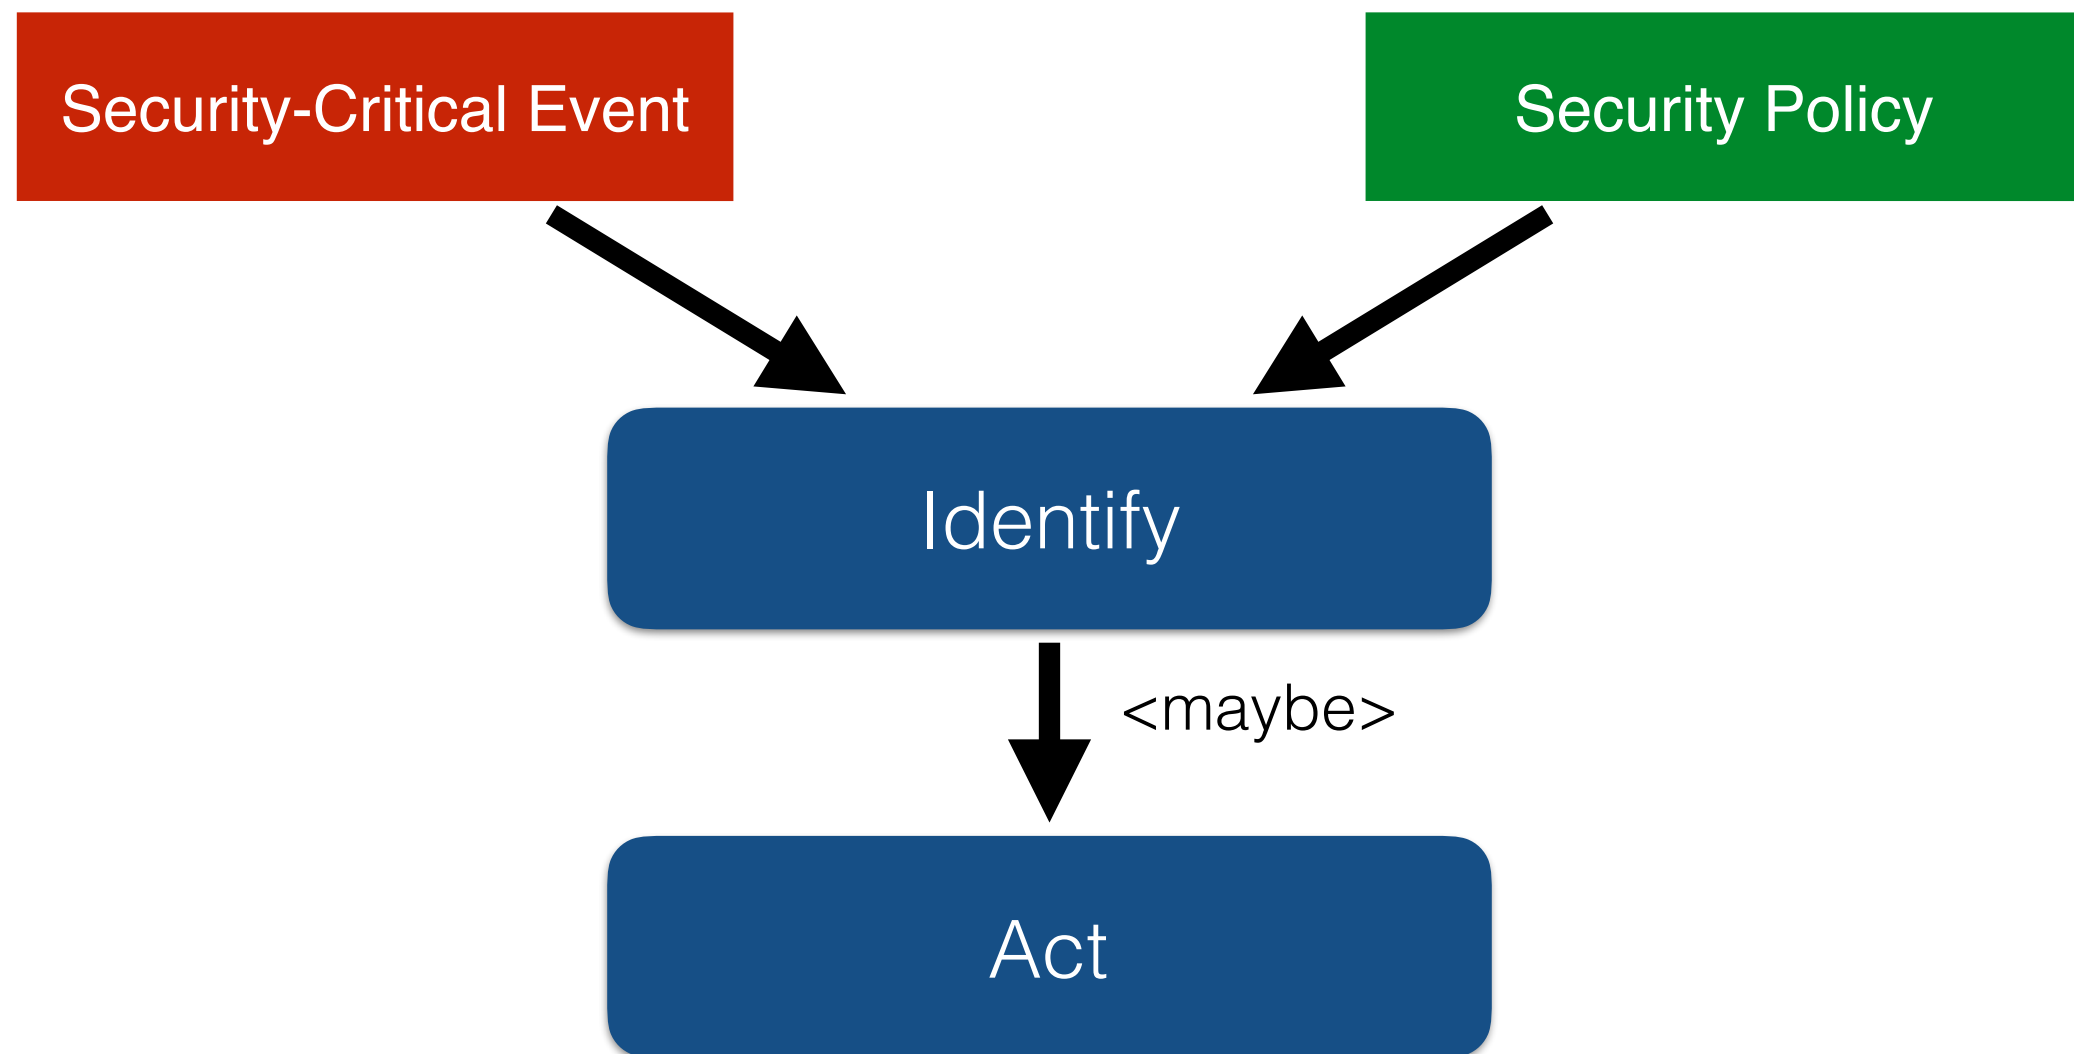 Security-Critical Event
Security Policy
Identify
<maybe>
Act